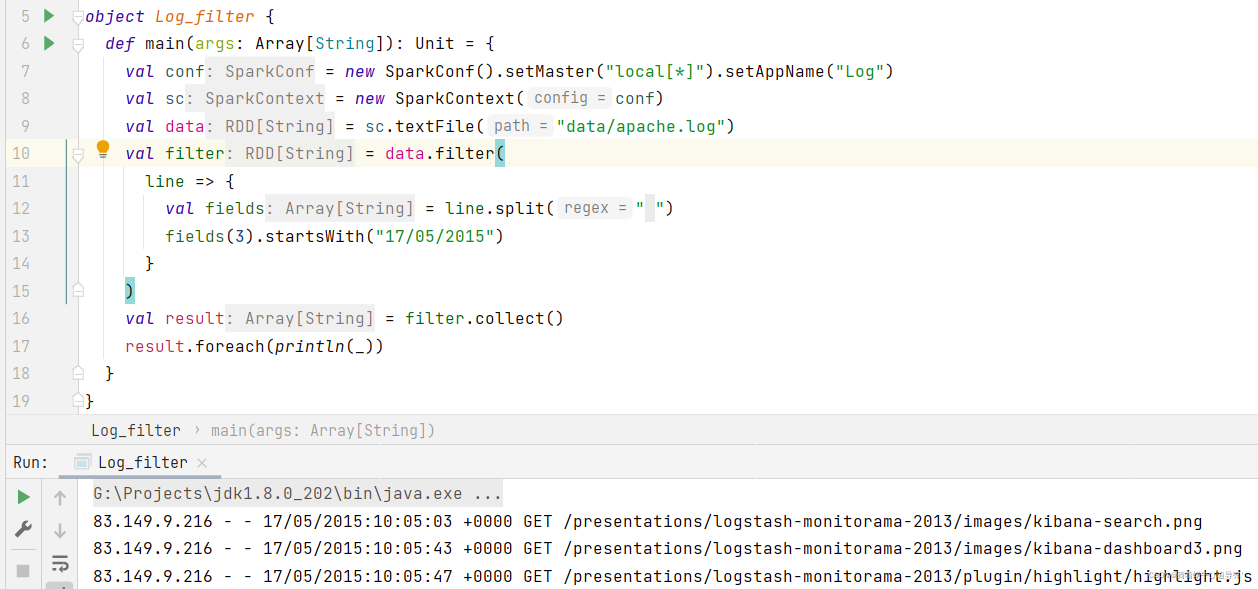 5 object Log_filter {
6 def main(args: Array[String]): Unit = {
7 val conf: SparkConf = new SparkConf().setMaster("local[*]").setAppName("Log")
8 val sc: SparkContext = new SparkContext( config = conf)
9 val data: RDD[String] = sc.textFile( path = "data/apache.log")
10 val filter: RDD[String] = data.filter(
11 line => {
12 val fields: Array[String] = line.split( regex = " ")
13 fields(3).startsWith("17/05/2015")
14 }
15 )
16 val result: Array[String] = filter.collect()
17 result.foreach(println(_))
18 }
19 }
Log_filter › main(args: Array[String])
Run: Log_filter ×
G:\Projects\jdk1.8.0_202\bin\java.exe ...
83.149.9.216 - - 17/05/2015:10:05:03 +0000 GET /presentations/logstash-monitorama-2013/images/kibana-search.png
83.149.9.216 - - 17/05/2015:10:05:43 +0000 GET /presentations/logstash-monitorama-2013/images/kibana-dashboard3.png
83.149.9.216 - - 17/05/2015:10:05:47 +0000 GET /presentations/logstash-monitorama-2013/plugin/highlight/highlight.js